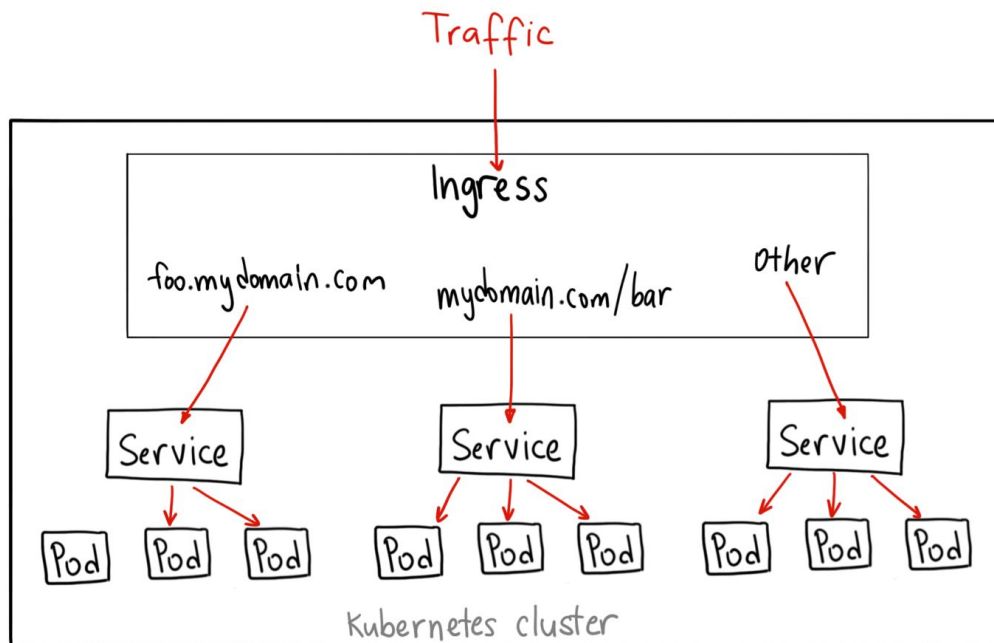 Traffic
Ingress
foo.mydomain.com
mydomain.com/bar
other
Service
Service
Service
Pod
Pod
Pod
Pod
Pod
Pod
Pod
Pod
Pod
Kubernetes cluster